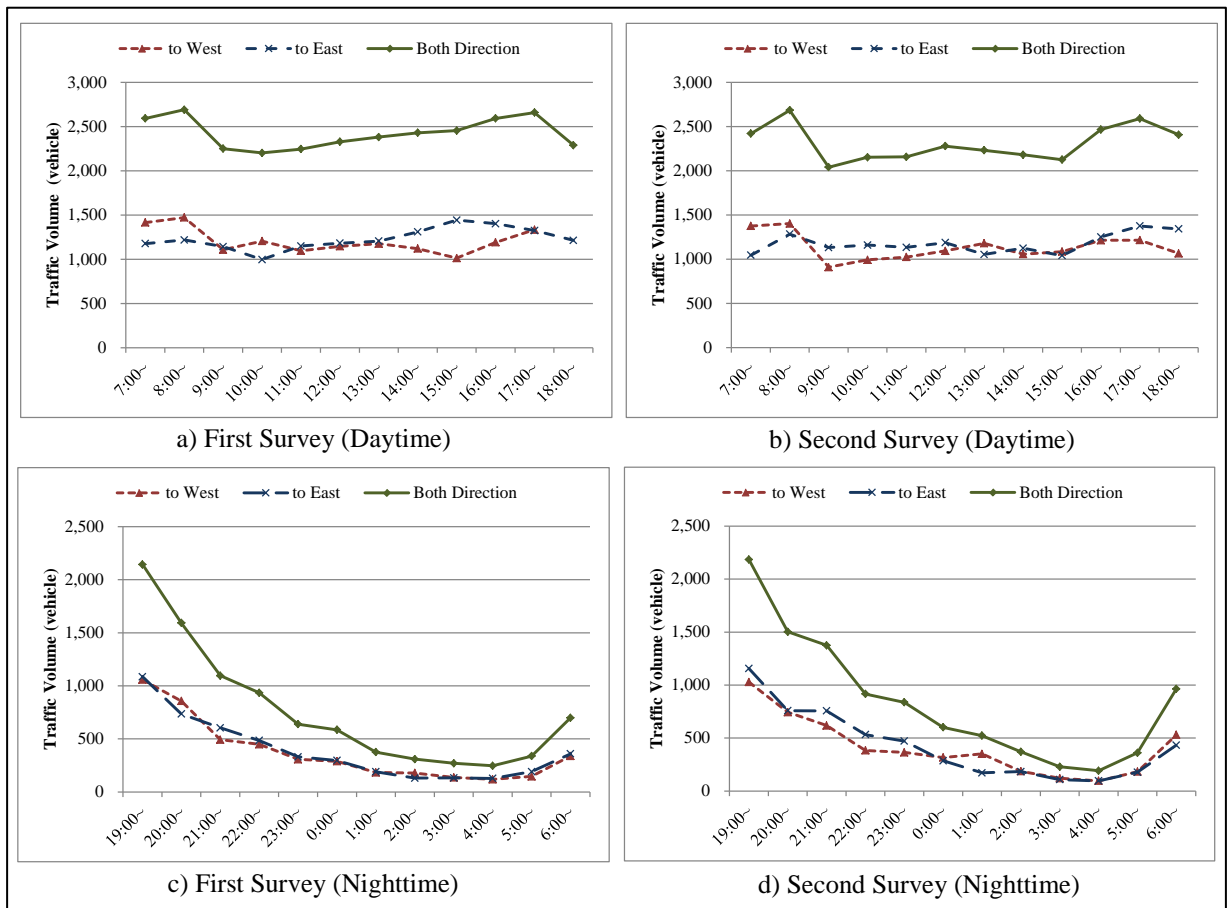 to West to East Both Direction
3,000
2,500
2,000
1,500
1,000
500
0
Traffic Volume (vehicle)
7:00~ 8:00~ 9:00~ 10:00~ 11:00~ 12:00~ 13:00~ 14:00~ 15:00~ 16:00~ 17:00~ 18:00~
a) First Survey (Daytime)
to West to East Both Direction
3,000
2,500
2,000
1,500
1,000
500
0
Traffic Volume (vehicle)
7:00~ 8:00~ 9:00~ 10:00~ 11:00~ 12:00~ 13:00~ 14:00~ 15:00~ 16:00~ 17:00~ 18:00~
b) Second Survey (Daytime)
to West to East Both Direction
2,500
2,000
1,500
1,000
500
0
Traffic Volume (vehicle)
19:00~ 20:00~ 21:00~ 22:00~ 23:00~ 0:00~ 1:00~ 2:00~ 3:00~ 4:00~ 5:00~ 6:00~
c) First Survey (Nighttime)
to West to East Both Direction
2,500
2,000
1,500
1,000
500
0
Traffic Volume (vehicle)
19:00~ 20:00~ 21:00~ 22:00~ 23:00~ 0:00~ 1:00~ 2:00~ 3:00~ 4:00~ 5:00~ 6:00~
d) Second Survey (Nighttime)